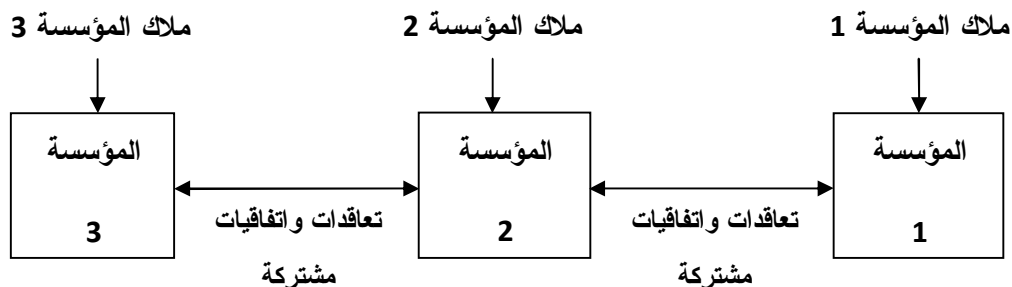 ملاك المؤسسة 1
ملاك المؤسسة 2
ملاك المؤسسة 3
المؤسسة
1
تعاقدات واتفاقيات
مشتركة
المؤسسة
2
تعاقدات واتفاقيات
مشتركة
المؤسسة
3